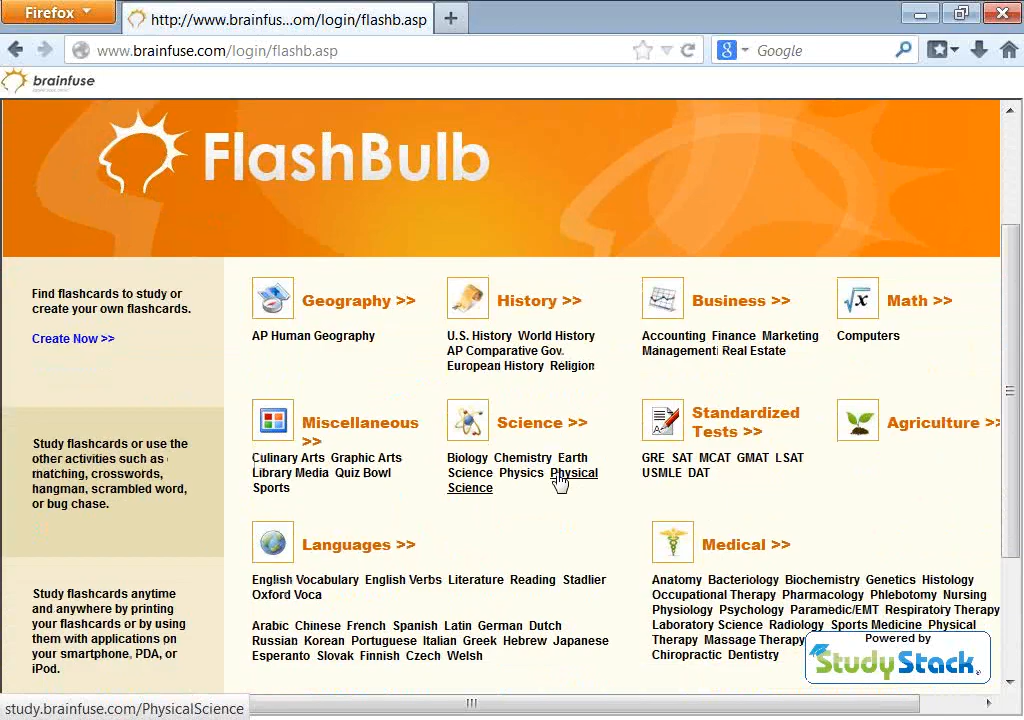 Firefox
http://www.brainfus...om/login/flashb.asp
www.brainfuse.com/login/flashb.asp
Google
brainfuse
FlashBulb
Find flashcards to study or
create your own flashcards.
Create Now >>
Study flashcards or use the
other activities such as
matching, crosswords,
hangman, scrambled word,
or bug chase.
Study flashcards anytime
and anywhere by printing
your flashcards or by using
them with applications on
your smartphone, PDA, or
iPod.
Geography >>
AP Human Geography
History >>
U.S. History World History
AP Comparative Gov.
European History Religion
Business >>
Accounting Finance Marketing
Management Real Estate
Math >>
Computers
Miscellaneous
>>
Culinary Arts Graphic Arts
Library Media Quiz Bowl
Sports
Science >>
Biology Chemistry Earth
Science Physics Physical
Science
Standardized
Tests >>
GRE SAT MCAT GMAT LSAT
USMLE DAT
Agriculture >>
Languages >>
English Vocabulary English Verbs Literature Reading Stadlier
Oxford Voca
Arabic Chinese French Spanish Latin German Dutch
Russian Korean Portuguese Italian Greek Hebrew Japanese
Esperanto Slovak Finnish Czech Welsh
Medical >>
Anatomy Bacteriology Biochemistry Genetics Histology
Occupational Therapy Pharmacology Phlebotomy Nursing
Physiology Psychology Paramedic/EMT Respiratory Therapy
Laboratory Science Radiology Sports Medicine Physical
Therapy Massage Therapy
Chiropractic Dentistry
Powered by
StudyStack
study.brainfuse.com/PhysicalScience